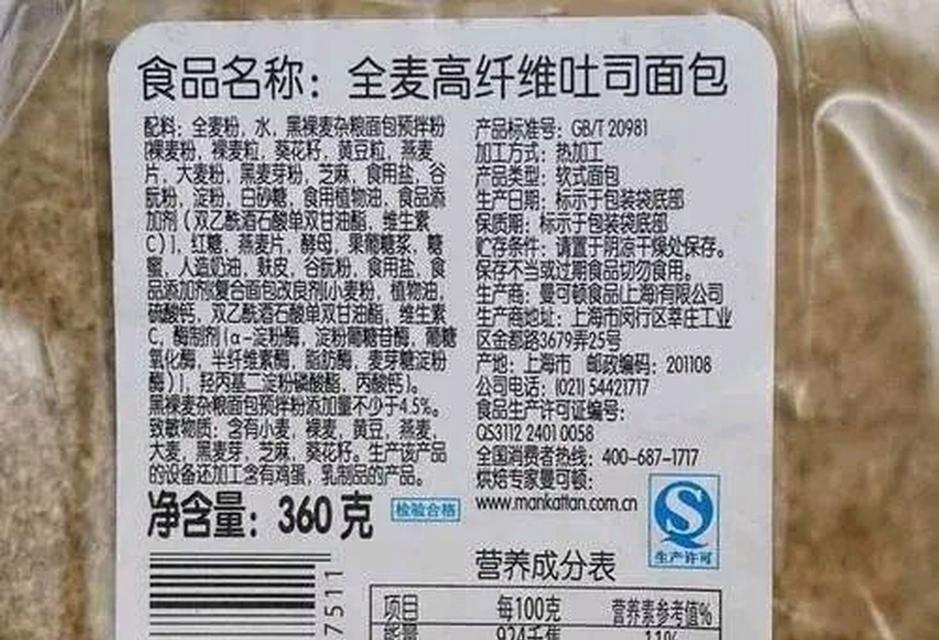 食品名称：全麦高纤维吐司面包
配料：全麦粉，水，黑裸麦杂粮面包预拌粉
[裸麦粉，裸麦粒，葵花籽，黄豆粒，燕麦
片，大麦粉，黑麦芽粉，芝麻，食用盐，谷
朊粉，淀粉，白砂糖，食用植物油，食品添
加剂（双乙酰酒石酸单双甘油酯，维生素
C）]，红糖，燕麦片，酵母，果葡糖浆，糖
蜜，人造奶油，麸皮，谷朊粉，食用盐，食
品添加剂(复合面包改良剂[小麦粉，植物油，
硫酸钙，双乙酰酒石酸单双甘油酯，维生素
C，酶制剂(α-淀粉酶，淀粉葡糖苷酶，葡糖
氧化酶，半纤维素酶，脂肪酶，麦芽糖淀粉
酶)]，羟丙基二淀粉磷酸酯，丙酸钙)。
黑裸麦杂粮面包预拌粉添加量不少于4.5%。
致敏物质：含有小麦，裸麦，黄豆，燕麦，
大麦，黑麦芽，芝麻，葵花籽。生产该产品
的设备还加工含有鸡蛋，乳制品的产品。
净含量：360克
检验合格
7511
产品标准号：GB/T 20981
加工方式：热加工
产品类型：软式面包
生产日期：标示于包装袋底部
保质期：标示于包装袋底部
贮存条件：请置于阴凉干燥处保存。
保存不当或过期食品切勿食用。
生产商：曼可顿食品(上海)有限公司
生产商地址：上海市闵行区莘庄工业
区金都路3679弄25号
产地：上海市 邮政编码：201108
公司电话：(021) 54421717
食品生产许可证编号：
QS3112 2401 0058
全国消费者热线：400-687-1717
烘焙专家曼可顿：
www.mankattan.com.cn
生产许可
营养成分表
项目 每100克 营养素参考值%
能量 924千焦 11%